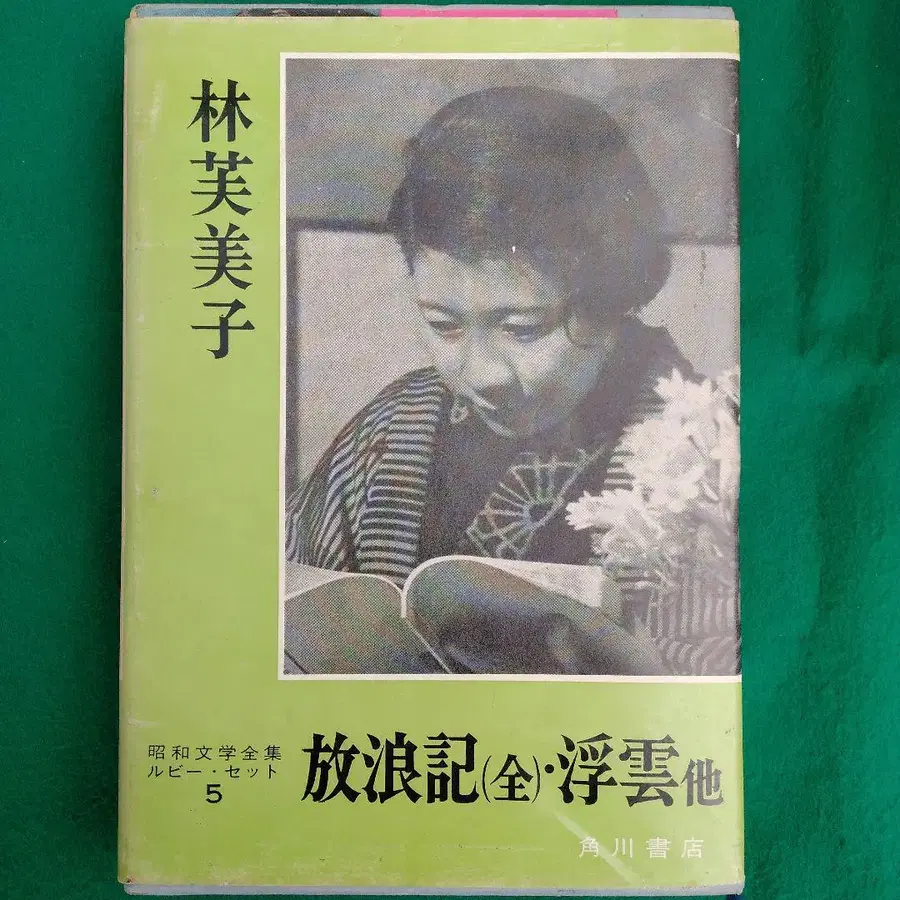 林芙美子
昭和文学全集
ルビー・セット
5
放浪記(全)・浮雲他
角川書店